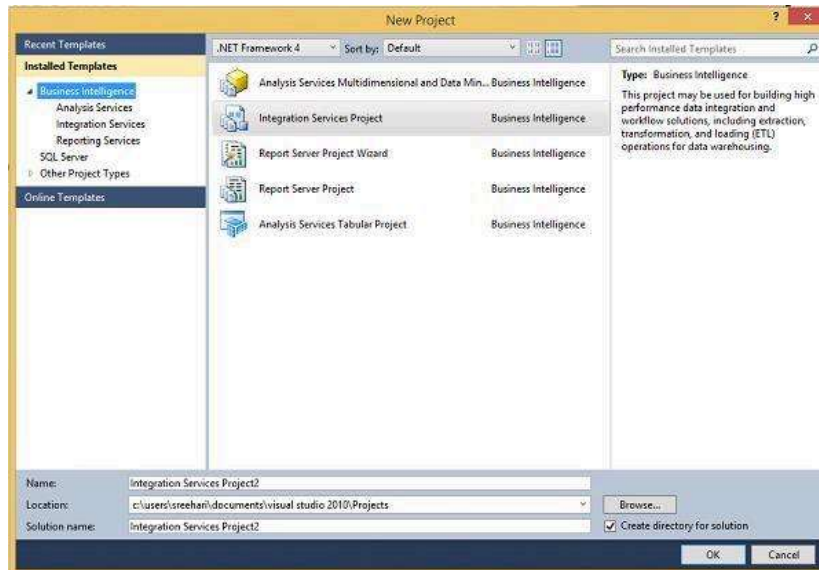 New Project
?
Recent Templates
Installed Templates
Business Intelligence
Analysis Services
Integration Services
Reporting Services
SQL Server
Other Project Types
Online Templates
.NET Framework 4
Sort by: Default
Analysis Services Multidimensional and Data Min... Business Intelligence
Integration Services Project Business Intelligence
Report Server Project Wizard Business Intelligence
Report Server Project Business Intelligence
Analysis Services Tabular Project Business Intelligence
Search Installed Templates
Type: Business Intelligence
This project may be used for building high
performance data integration and
workflow solutions, including extraction,
transformation, and loading (ETL)
operations for data warehousing.
Name: Integration Services Project2
Location: c:\users\sreehari\documents\visual studio 2010\Projects
Browse...
Solution name: Integration Services Project2
Create directory for solution
OK Cancel